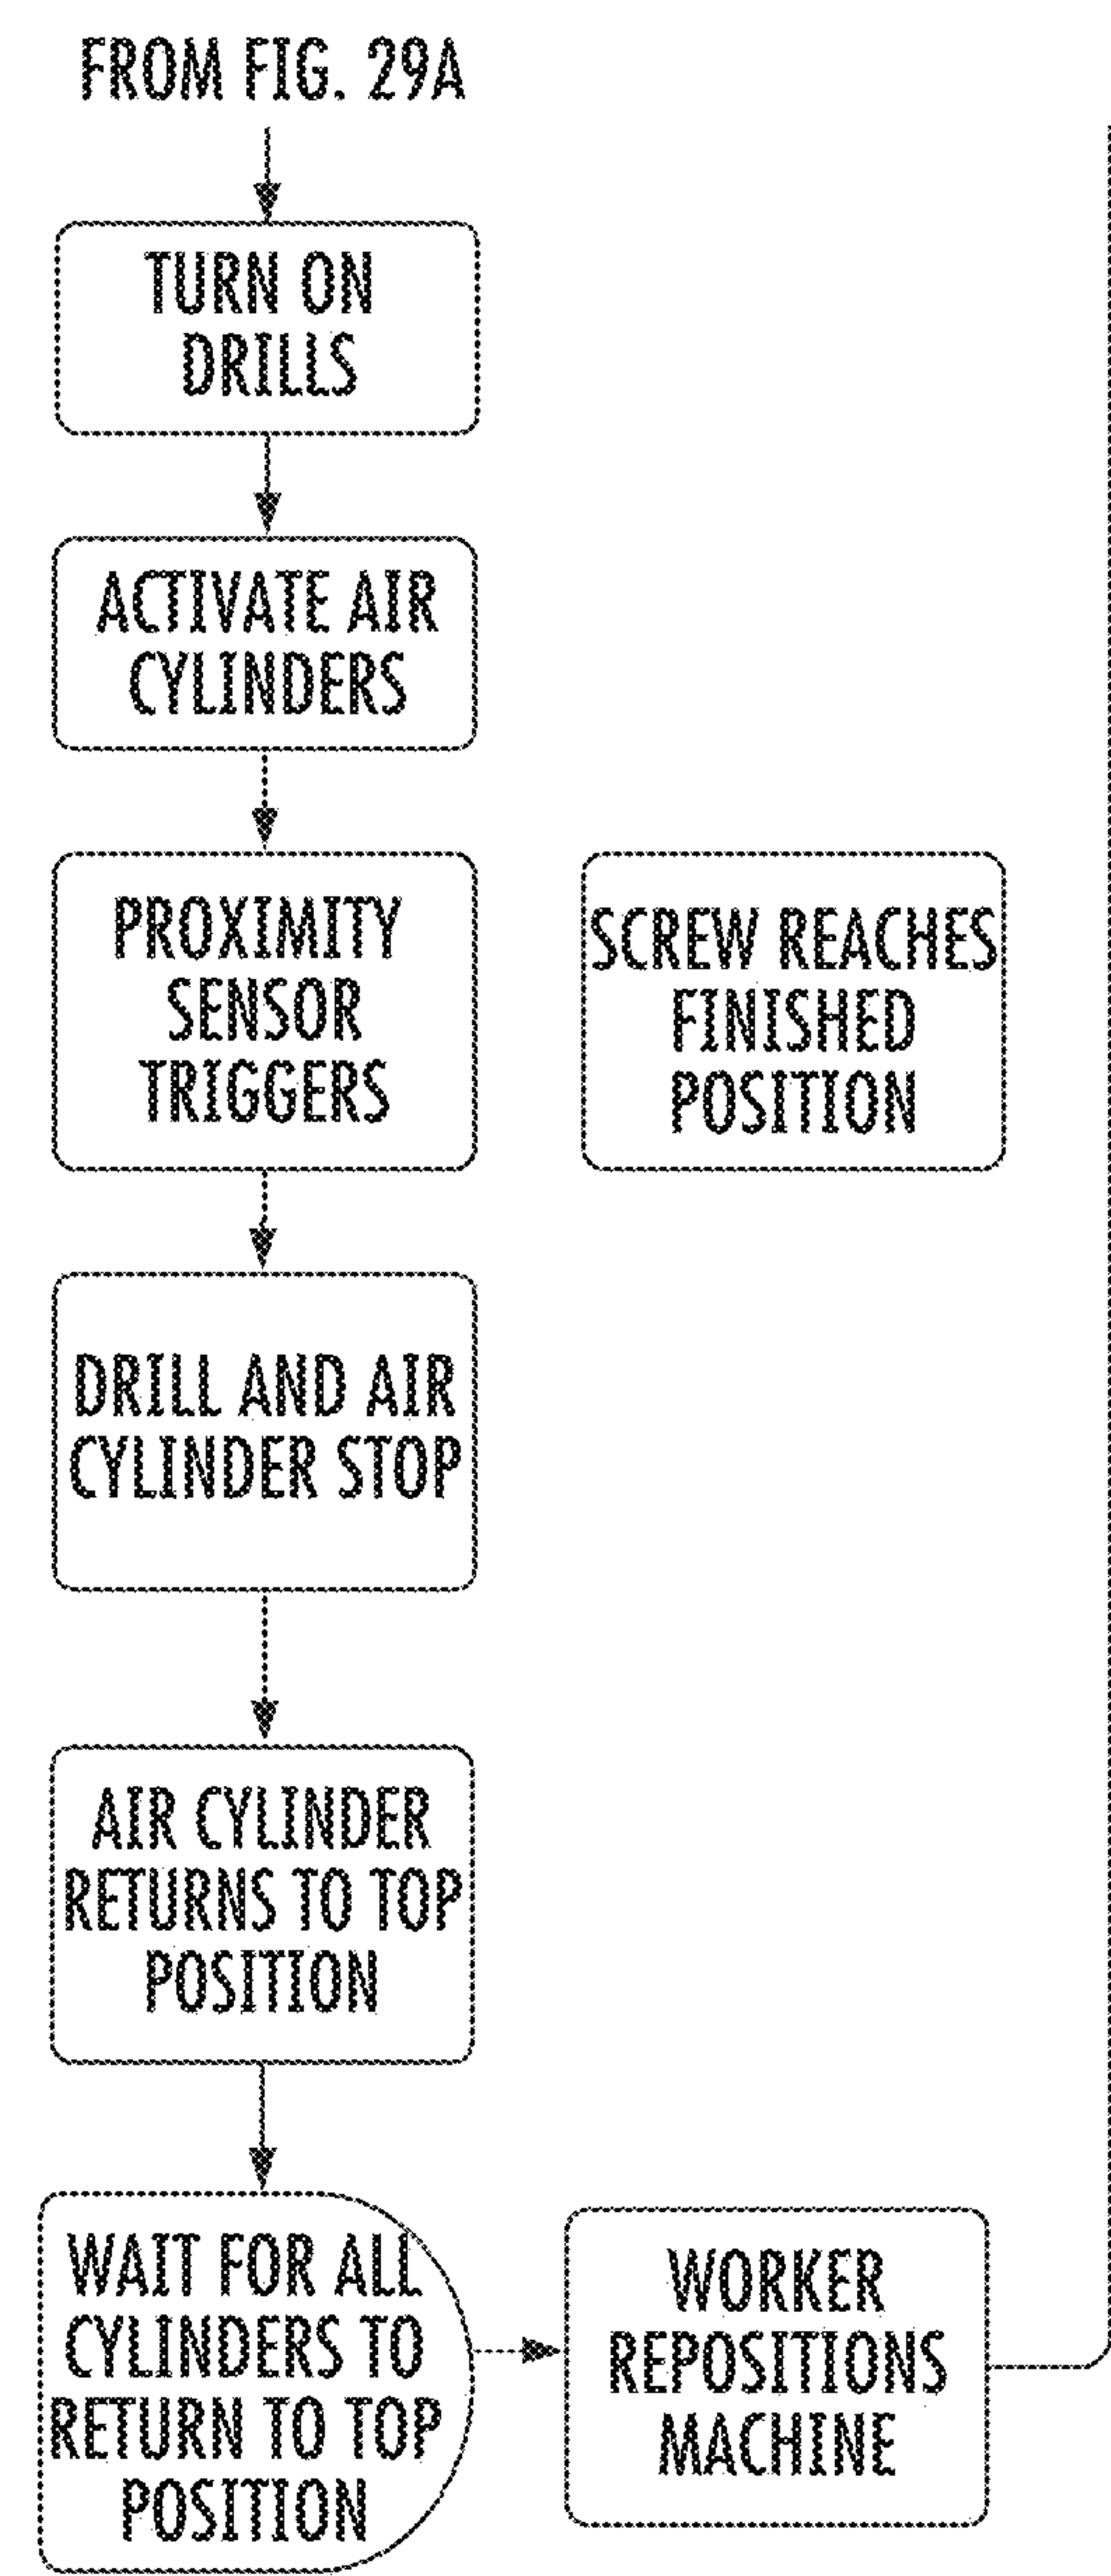 FROM FIG. 29A
TURN ON
DRILLS
ACTIVATE AIR
CYLINDERS
PROXIMITY
SENSOR
TRIGGERS
SCREW REACHES
FINISHED
POSITION
DRILL AND AIR
CYLINDER STOP
AIR CYLINDER
RETURNS TO TOP
POSITION
WAIT FOR ALL
CYLINDERS TO
RETURN TO TOP
POSITION
WORKER
REPOSITIONS
MACHINE